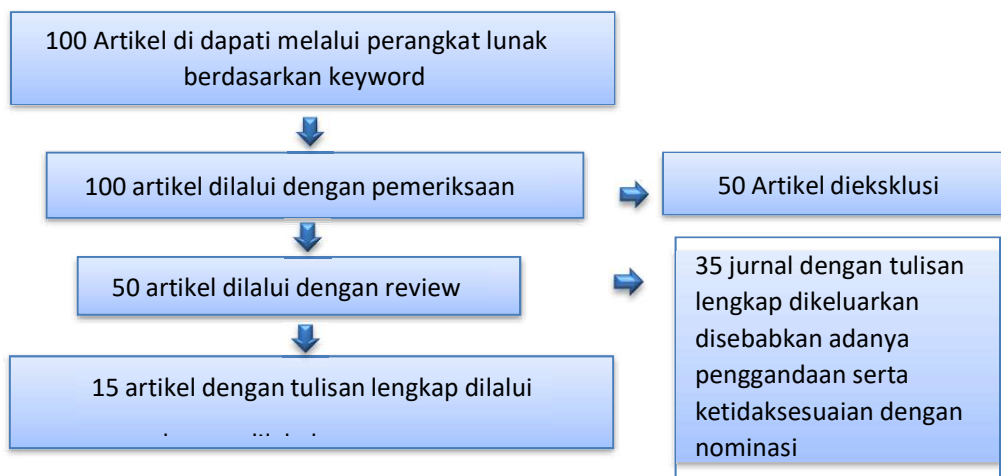 100 Artikel di dapati melalui perangkat lunak
berdasarkan keyword
100 artikel dilalui dengan pemeriksaan
50 Artikel dieksklusi
50 artikel dilalui dengan review
35 jurnal dengan tulisan
lengkap dikeluarkan
disebabkan adanya
penggandaan serta
ketidaksesuaian dengan
nominasi
15 artikel dengan tulisan lengkap dilalui